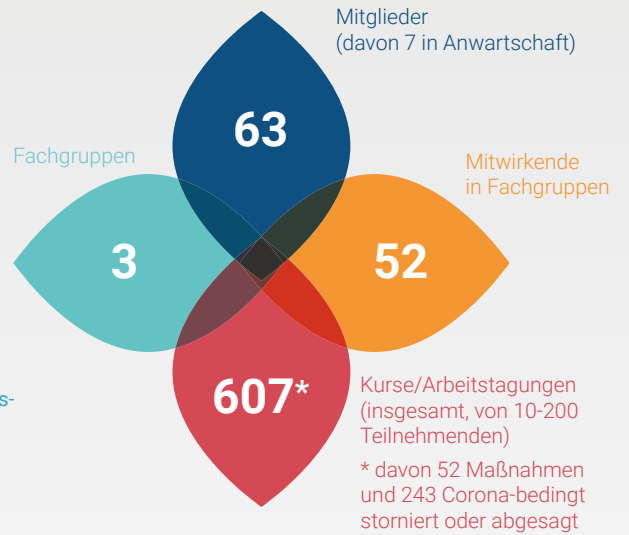 Mitglieder
(davon 7 in Anwartschaft)
63
Fachgruppen
3
Mitwirkende
in Fachgruppen
52
s-
607*
Kurse/Arbeitstagungen
(insgesamt, von 10-200
Teilnehmenden)
* davon 52 Maßnahmen
und 243 Corona-bedingt
storniert oder abgesagt